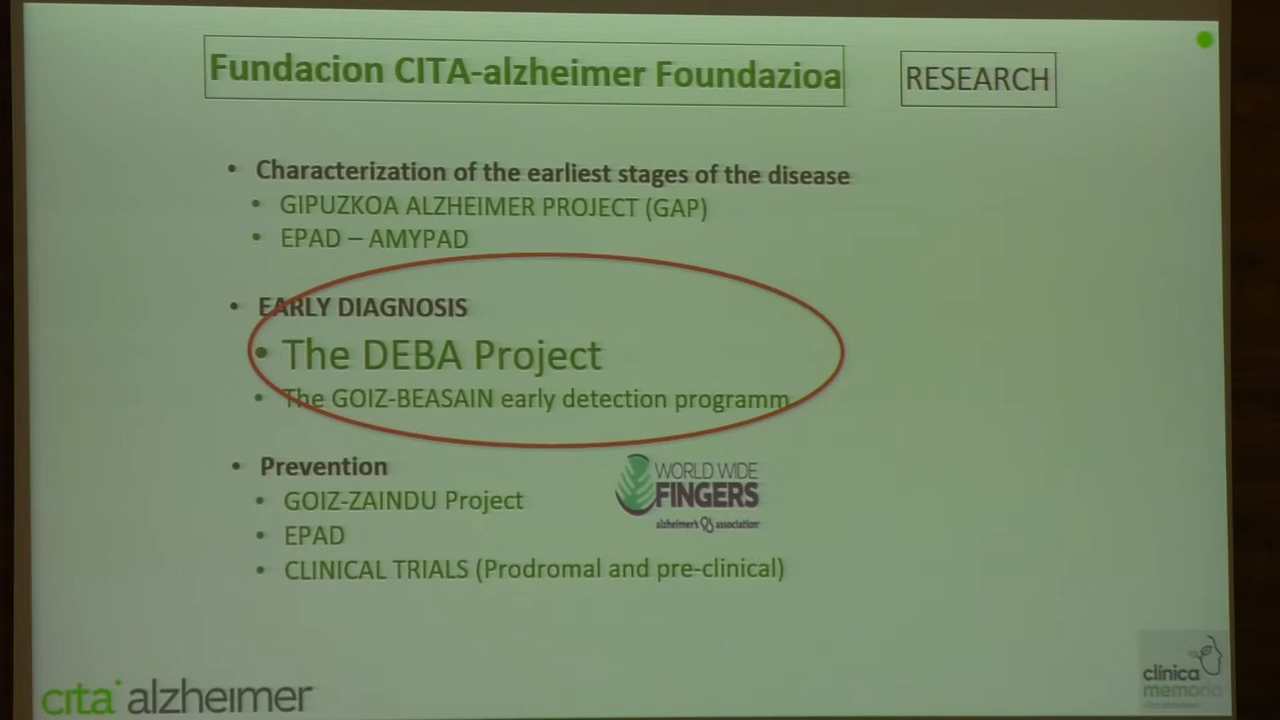 Fundacion CITA-alzheimer Foundazioa
RESEARCH
• Characterization of the earliest stages of the disease
• GIPUZKOA ALZHEIMER PROJECT (GAP)
• EPAD – AMYPAD
• EARLY DIAGNOSIS
• The DEBA Project
• The GOIZ-BEASAIN early detection programm
• Prevention
• GOIZ-ZAINDU Project
• EPAD
• CLINICAL TRIALS (Prodromal and pre-clinical)
WORLD WIDE
FINGERS
alzheimer's association
cita alzheimer
clínica
memoria